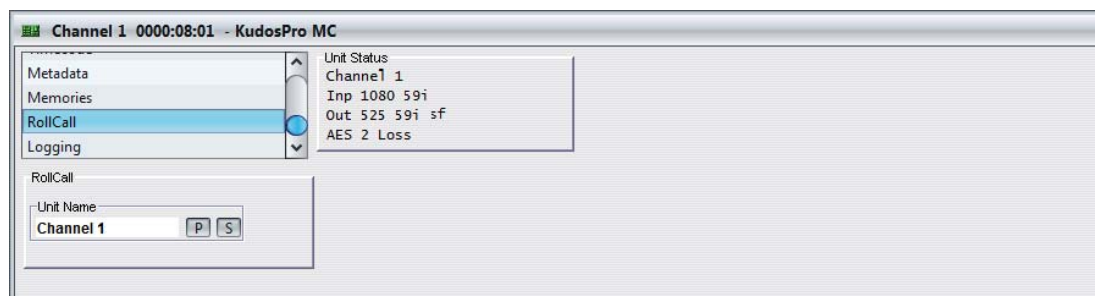 Channel 1 0000:08:01 - KudosPro MC
Metadata
Memories
RollCall
Logging
Unit Status
Channel 1
Inp 1080 59i
Out 525 59i sf
AES 2 Loss
RollCall
Unit Name
Channel 1 P S